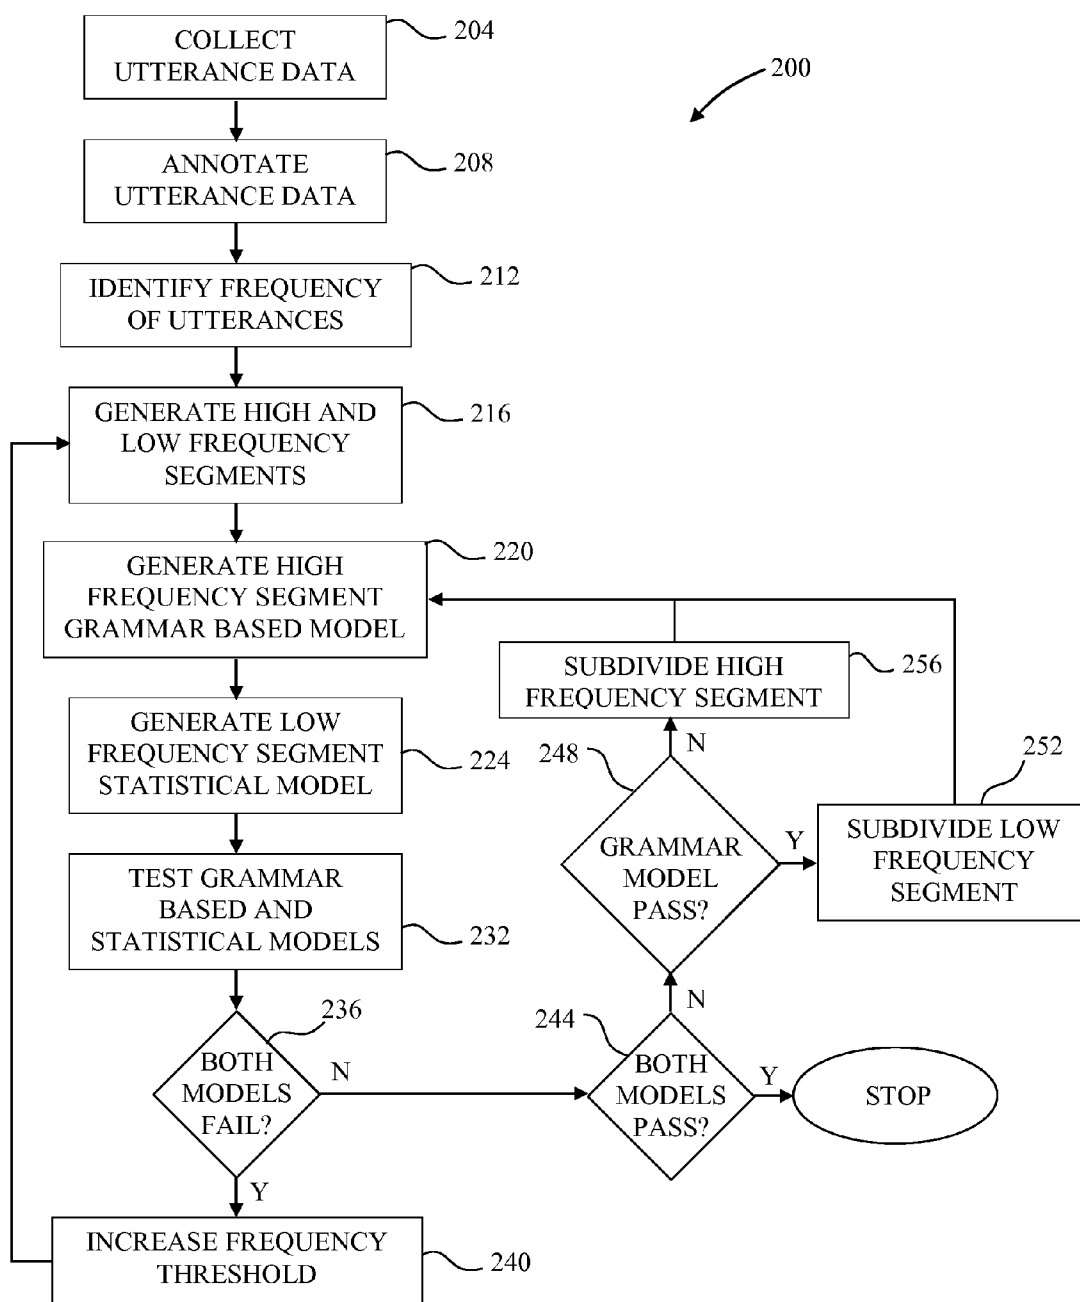 COLLECT
UTTERANCE DATA
204
200
ANNOTATE
UTTERANCE DATA
208
IDENTIFY FREQUENCY
OF UTTERANCES
212
GENERATE HIGH AND
LOW FREQUENCY
SEGMENTS
216
GENERATE HIGH
FREQUENCY SEGMENT
GRAMMAR BASED MODEL
220
GENERATE LOW
FREQUENCY SEGMENT
STATISTICAL MODEL
224
TEST GRAMMAR
BASED AND
STATISTICAL MODELS
232
BOTH
MODELS
FAIL?
236
N
Y
INCREASE FREQUENCY
THRESHOLD
240
SUBDIVIDE HIGH
FREQUENCY SEGMENT
256
N
248
GRAMMAR
MODEL
PASS?
Y
252
SUBDIVIDE LOW
FREQUENCY
SEGMENT
N
244
BOTH
MODELS
PASS?
Y
STOP